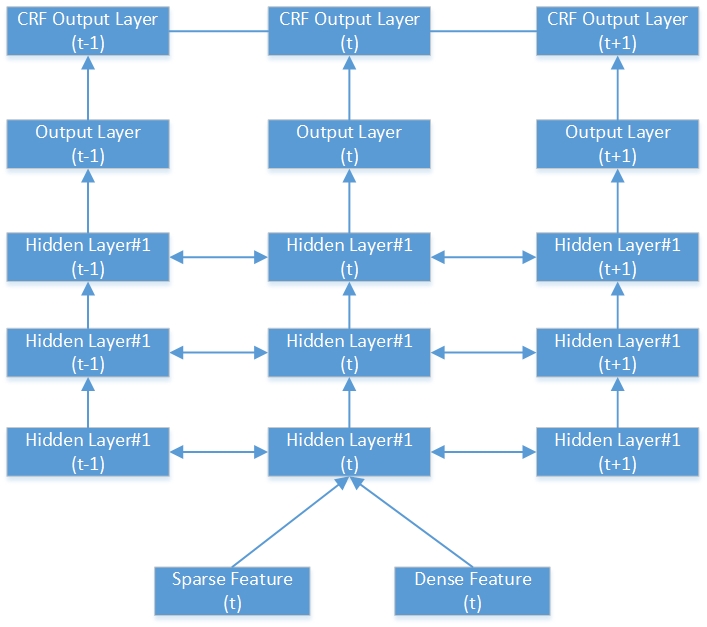 CRF Output Layer
(t-1)
CRF Output Layer
(t)
CRF Output Layer
(t+1)
Output Layer
(t-1)
Output Layer
(t)
Output Layer
(t+1)
Hidden Layer#1
(t-1)
Hidden Layer#1
(t)
Hidden Layer#1
(t+1)
Hidden Layer#1
(t-1)
Hidden Layer#1
(t)
Hidden Layer#1
(t+1)
Hidden Layer#1
(t-1)
Hidden Layer#1
(t)
Hidden Layer#1
(t+1)
Sparse Feature
(t)
Dense Feature
(t)